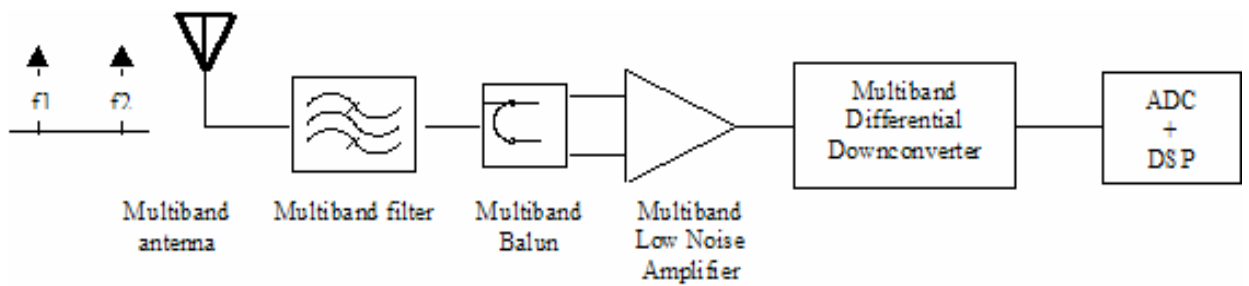 f1
f2
Multiband
antenna
Multiband filter
Multiband
Balun
Multiband
Low Noise
Amplifier
Multiband
Differential
Downconverter
ADC
+
DSP